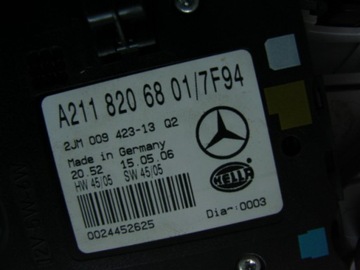 A211 820 68 01/7F94
2JM 009 423-13 Q2
Made in Germany
20.52 15.05.06
HW 45/05 SW 45/05
HELLA
Dia-:0003
0024452625